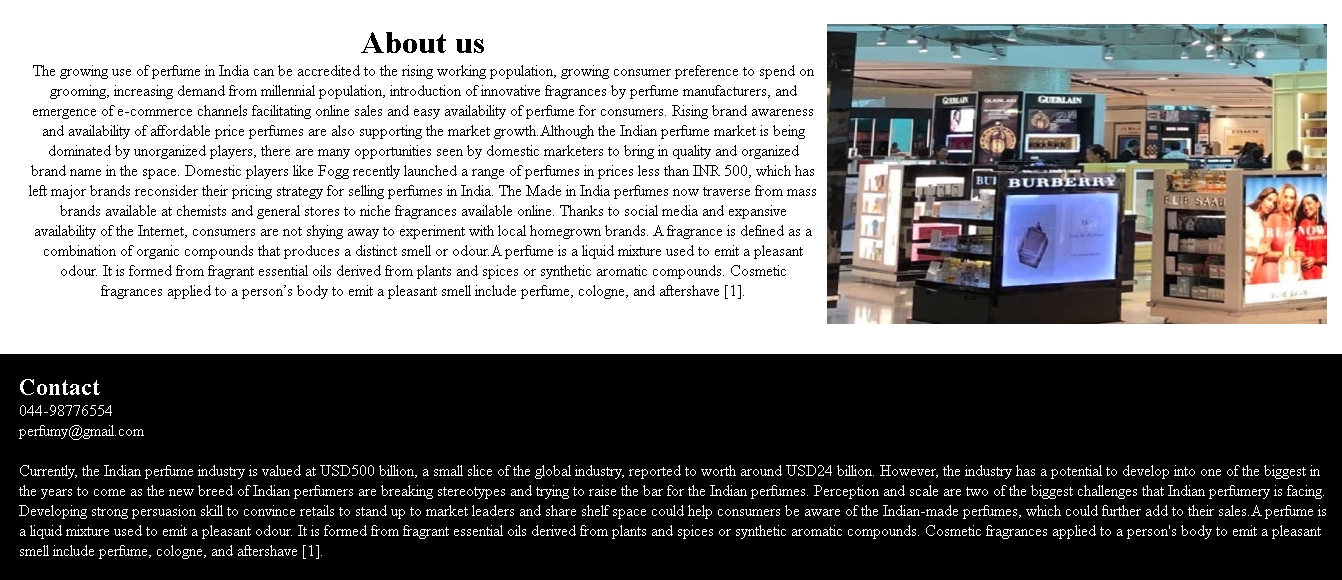 About us
The growing use of perfume in India can be accredited to the rising working population, growing consumer preference to spend on
grooming, increasing demand from millennial population, introduction of innovative fragrances by perfume manufacturers, and
emergence of e-commerce channels facilitating online sales and easy availability of perfume for consumers. Rising brand awareness
and availability of affordable price perfumes are also supporting the market growth.Although the Indian perfume market is being
dominated by unorganized players, there are many opportunities seen by domestic marketers to bring in quality and organized
brand name in the space. Domestic players like Fogg recently launched a range of perfumes in prices less than INR 500, which has
left major brands reconsider their pricing strategy for selling perfumes in India. The Made in India perfumes now traverse from mass
brands available at chemists and general stores to niche fragrances available online. Thanks to social media and expansive
availability of the Internet, consumers are not shying away to experiment with local homegrown brands. A fragrance is defined as a
combination of organic compounds that produces a distinct smell or odour.A perfume is a liquid mixture used to emit a pleasant
odour. It is formed from fragrant essential oils derived from plants and spices or synthetic aromatic compounds. Cosmetic
fragrances applied to a person’s body to emit a pleasant smell include perfume, cologne, and aftershave [1].
GUERLAIN
GUERLAIN
GUERLAIN
COACH
BU
BURBERRY
ELIE SAAB
GIRL OF NOW
ELIE SAAB
Contact
044-98776554
perfumy@gmail.com
Currently, the Indian perfume industry is valued at USD500 billion, a small slice of the global industry, reported to worth around USD24 billion. However, the industry has a potential to develop into one of the biggest in
the years to come as the new breed of Indian perfumers are breaking stereotypes and trying to raise the bar for the Indian perfumes. Perception and scale are two of the biggest challenges that Indian perfumery is facing.
Developing strong persuasion skill to convince retails to stand up to market leaders and share shelf space could help consumers be aware of the Indian-made perfumes, which could further add to their sales.A perfume is
a liquid mixture used to emit a pleasant odour. It is formed from fragrant essential oils derived from plants and spices or synthetic aromatic compounds. Cosmetic fragrances applied to a person's body to emit a pleasant
smell include perfume, cologne, and aftershave [1].